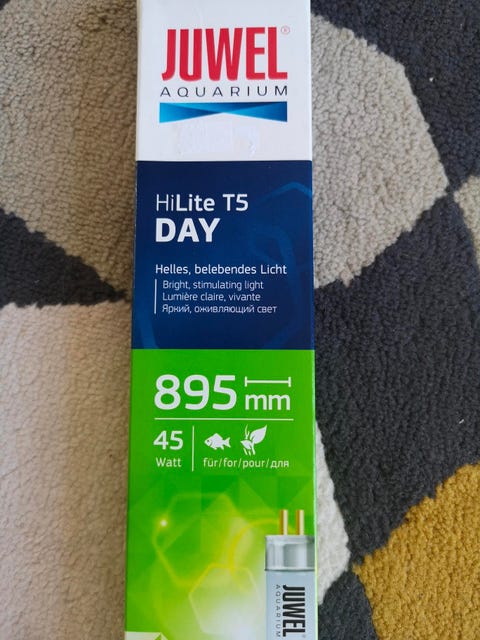 JUWEL®
AQUARIUM
HiLite T5
DAY
Helles, belebendes Licht
Bright, stimulating light
Lumière claire, vivante
Яркий, оживляющий свет
895 mm
45
Watt
für/for/pour/для
JUWEL
AQUARIUM